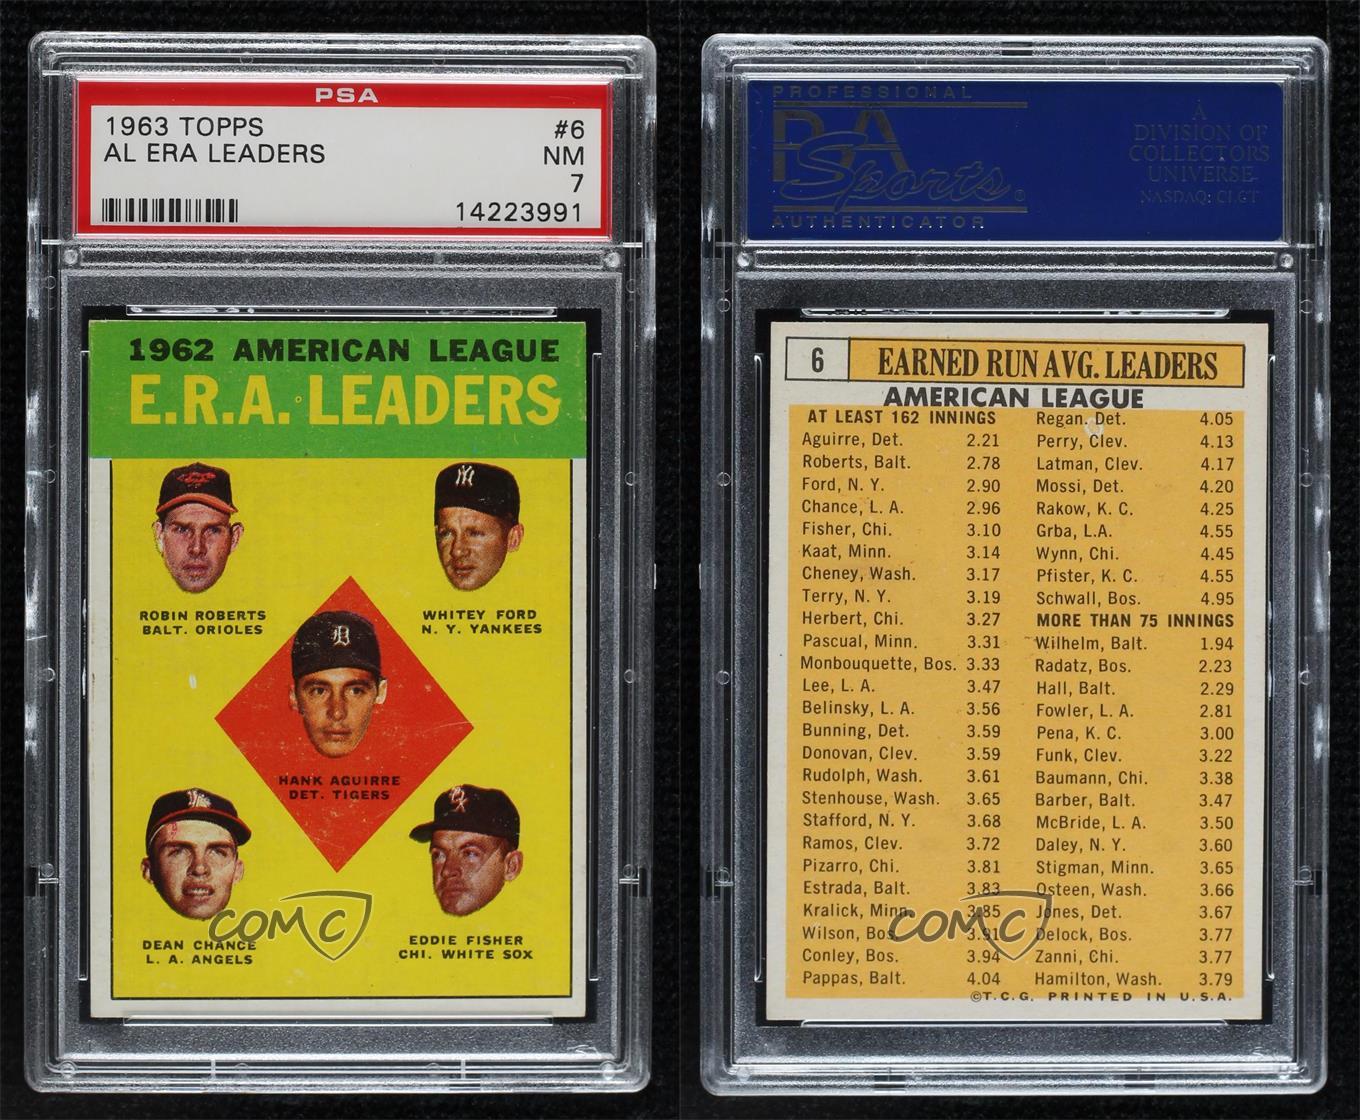 PSA
1963 TOPPS #6
AL ERA LEADERS NM
7
14223991
1962 AMERICAN LEAGUE
E.R.A. LEADERS
NY
ROBIN ROBERTS
BALT. ORIOLES
WHITEY FORD
N. Y. YANKEES
D
HANK AGUIRRE
DET. TIGERS
DEAN CHANCE
L. A. ANGELS
EDDIE FISHER
CHI. WHITE SOX
COMC
PROFESSIONAL
PSA
Sports®
AUTHENTICATOR
A
DIVISION OF
COLLECTORS
UNIVERSE
NASDAQ: CLCT
6 EARNED RUN AVG. LEADERS
AMERICAN LEAGUE
AT LEAST 162 INNINGS
Aguirre, Det. 2.21
Roberts, Balt. 2.78
Ford, N. Y. 2.90
Chance, L. A. 2.96
Fisher, Chi. 3.10
Kaat, Minn. 3.14
Cheney, Wash. 3.17
Terry, N. Y. 3.19
Herbert, Chi. 3.27
Pascual, Minn. 3.31
Monbouquette, Bos. 3.33
Lee, L. A. 3.47
Belinsky, L. A. 3.56
Bunning, Det. 3.59
Donovan, Clev. 3.59
Rudolph, Wash. 3.61
Stenhouse, Wash. 3.65
Stafford, N. Y. 3.68
Ramos, Clev. 3.72
Pizarro, Chi. 3.81
Estrada, Balt. 3.83
Kralick, Minn. 3.85
Wilson, Bos. 3.91
Conley, Bos. 3.94
Pappas, Balt. 4.04
Regan, Det. 4.05
Perry, Clev. 4.13
Latman, Clev. 4.17
Mossi, Det. 4.20
Rakow, K. C. 4.25
Grba, L.A. 4.55
Wynn, Chi. 4.45
Pfister, K. C. 4.55
Schwall, Bos. 4.95
MORE THAN 75 INNINGS
Wilhelm, Balt. 1.94
Radatz, Bos. 2.23
Hall, Balt. 2.29
Fowler, L. A. 2.81
Pena, K. C. 3.00
Funk, Clev. 3.22
Baumann, Chi. 3.38
Barber, Balt. 3.47
McBride, L. A. 3.50
Daley, N. Y. 3.60
Stigman, Minn. 3.65
Osteen, Wash. 3.66
Jones, Det. 3.67
Delock, Bos. 3.77
Zanni, Chi. 3.77
Hamilton, Wash. 3.79
©T.C.G. PRINTED IN U.S.A.
COMC